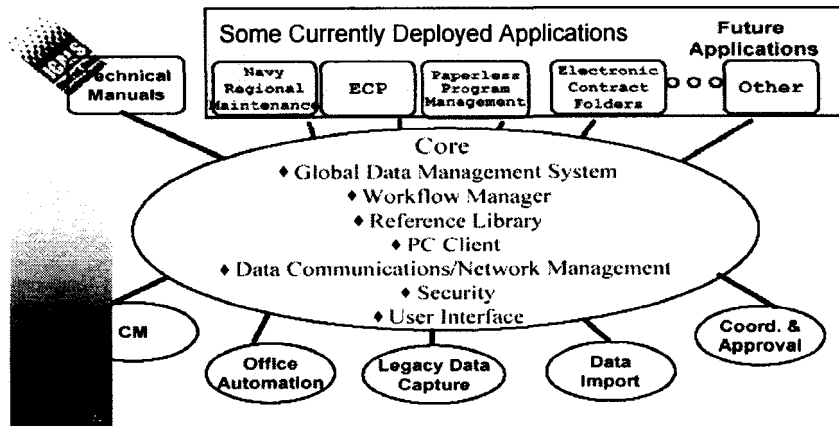 Some Currently Deployed Applications
Future
Applications
Technical
Manuals
Navy
Regional
Maintenance
ECP
Paperless
Program
Management
Electronic
Contract
Folders
Other
Core
♦ Global Data Management System
♦ Workflow Manager
♦ Reference Library
♦ PC Client
♦ Data Communications/Network Management
♦ Security
♦ User Interface
CM
Office
Automation
Legacy Data
Capture
Data
Import
Coord. &
Approval